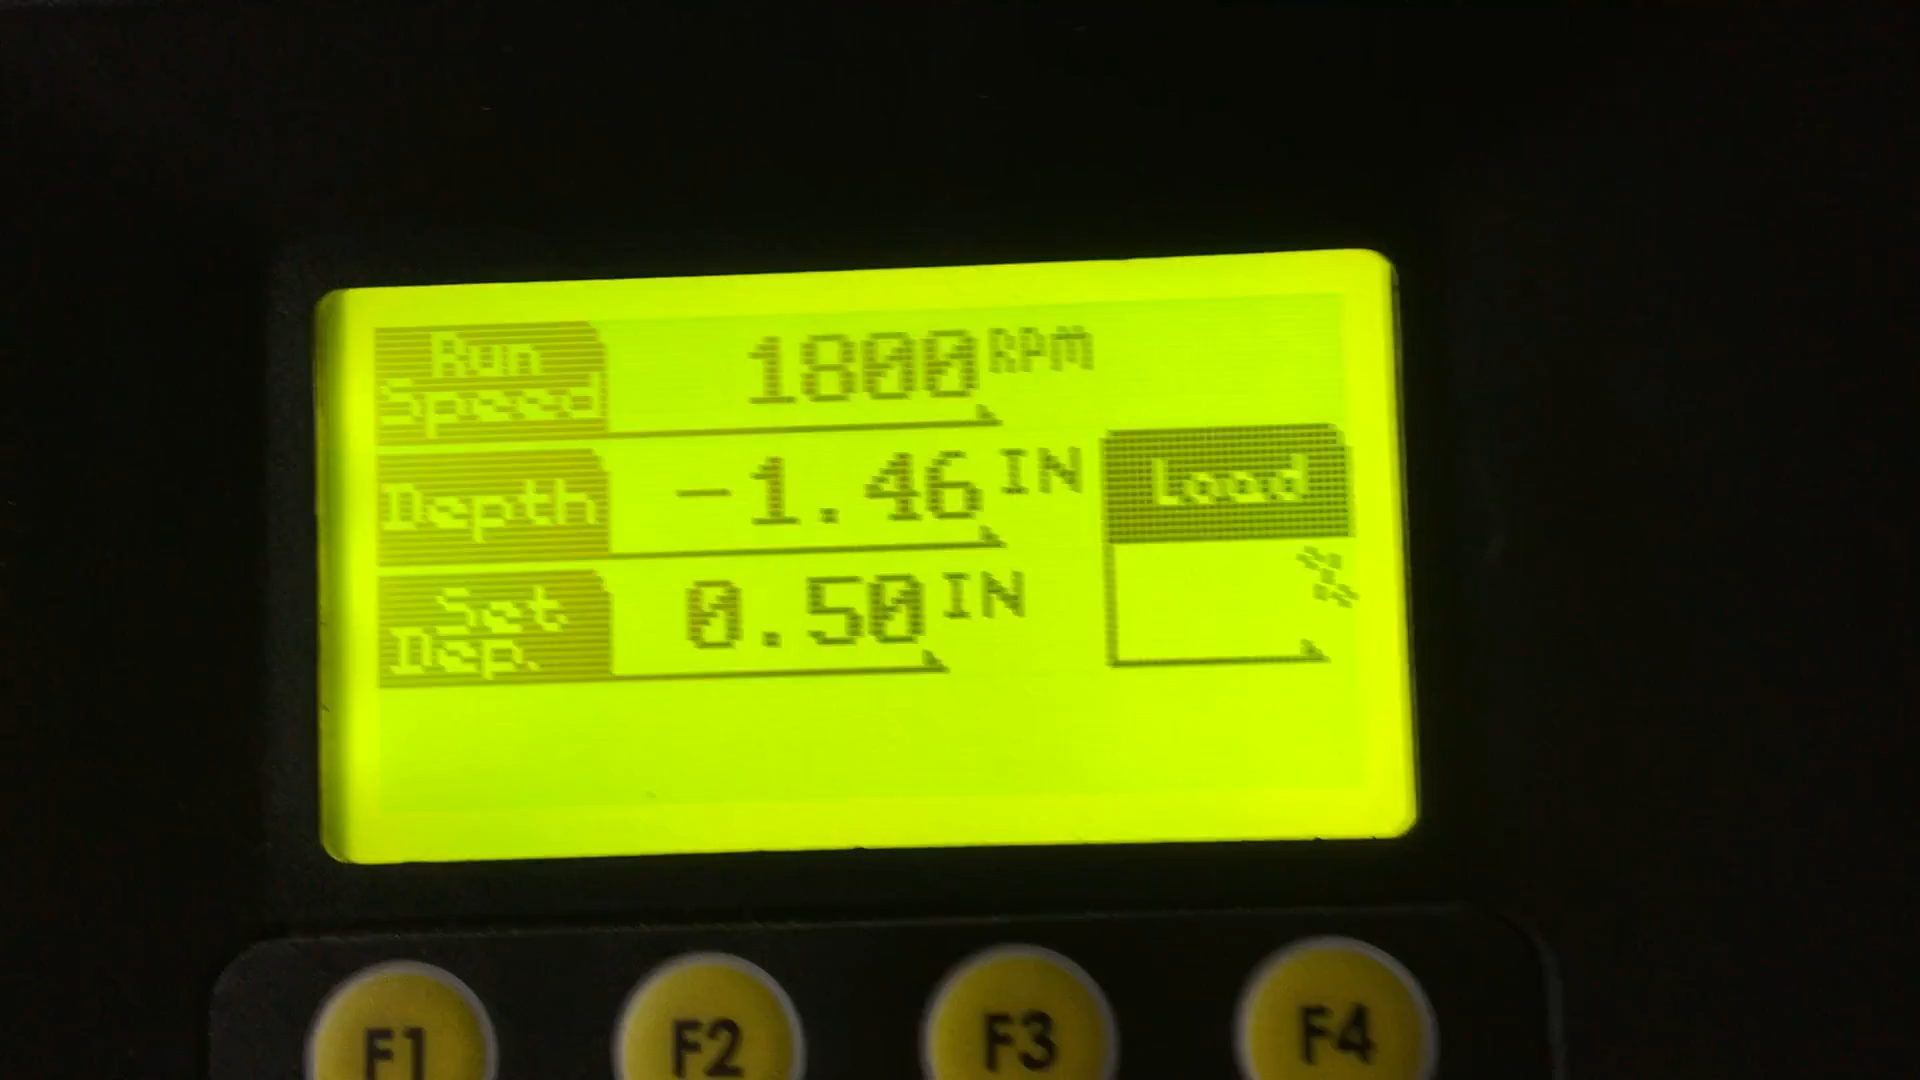 Run Speed 1800 RPM
Depth -1.46 IN
Load
%
Set Dep. 0.50 IN
F1 F2 F3 F4